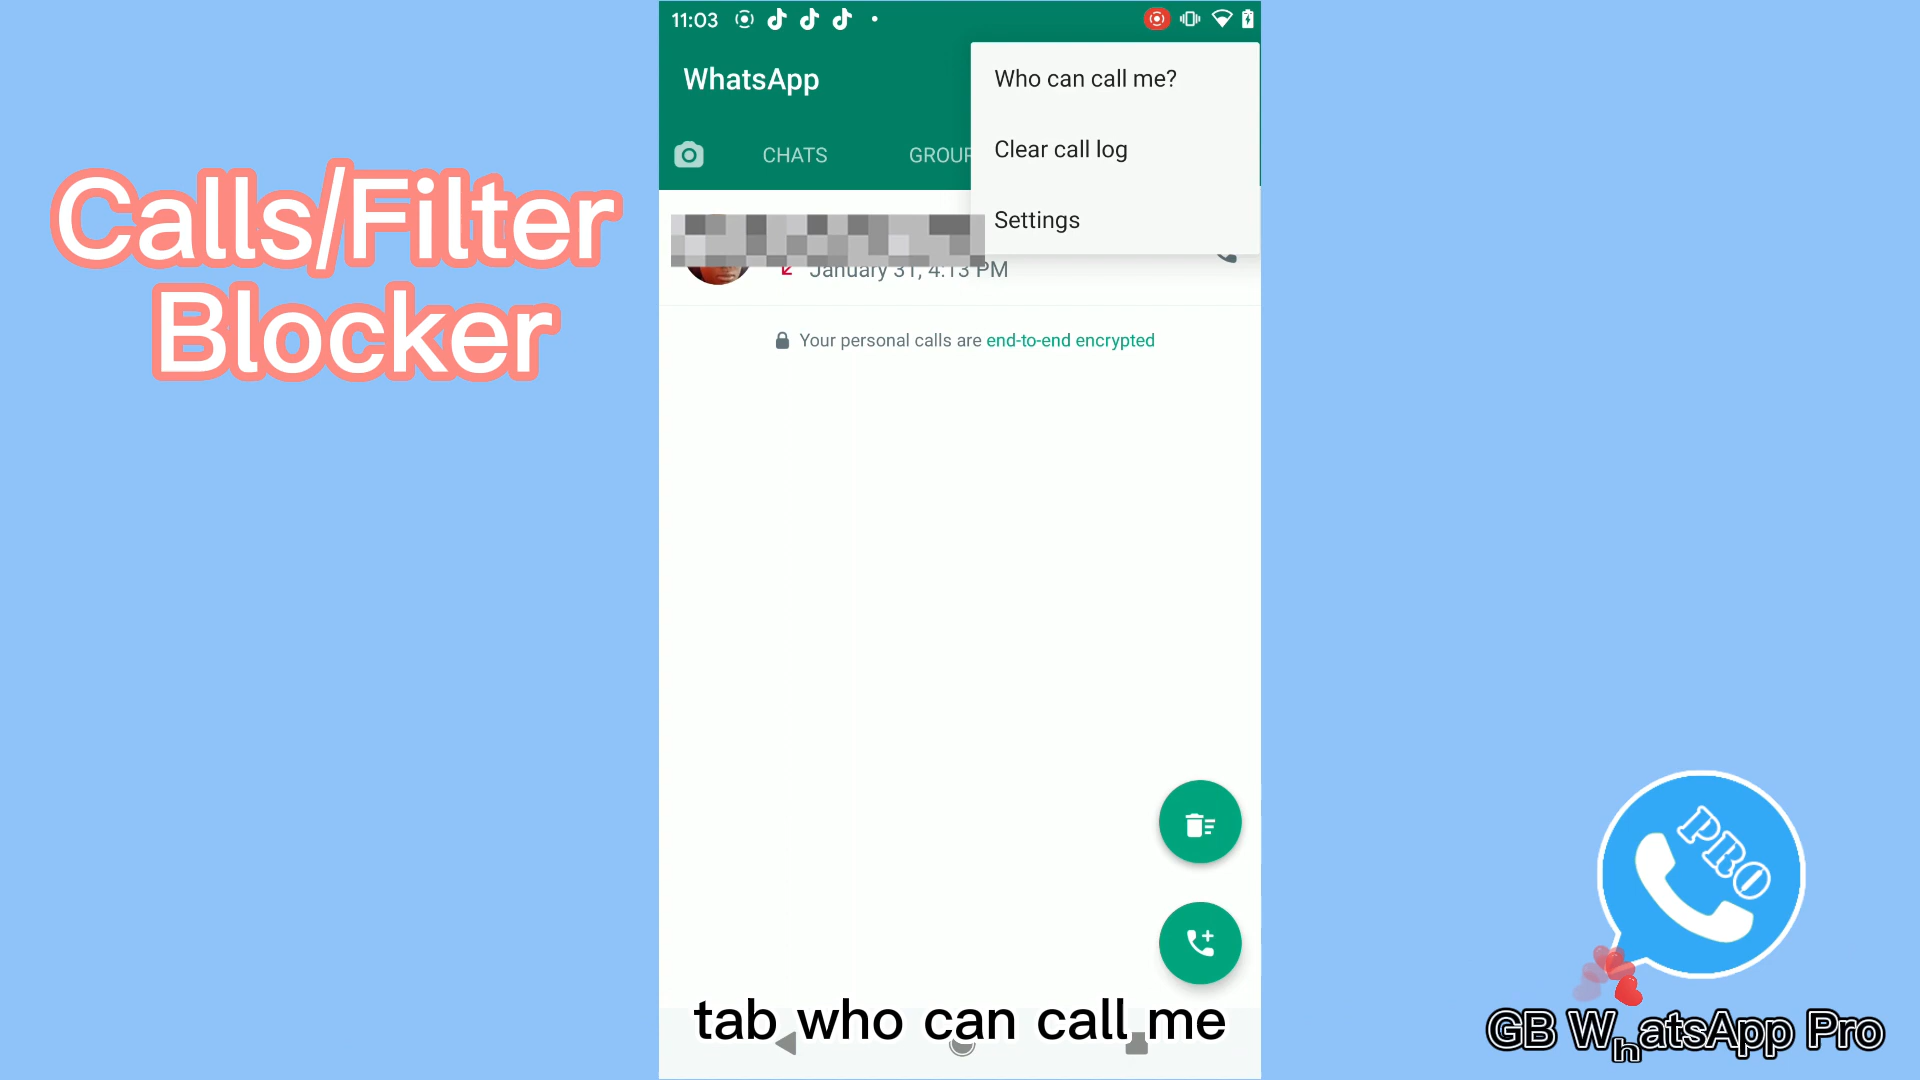 Calls/Filter
Blocker
11:03
WhatsApp
CHATS
GROUP
Who can call me?
Clear call log
Settings
January 31, 4:13 PM
Your personal calls are end-to-end encrypted
tab who can call me
PRO
GB WhatsApp Pro